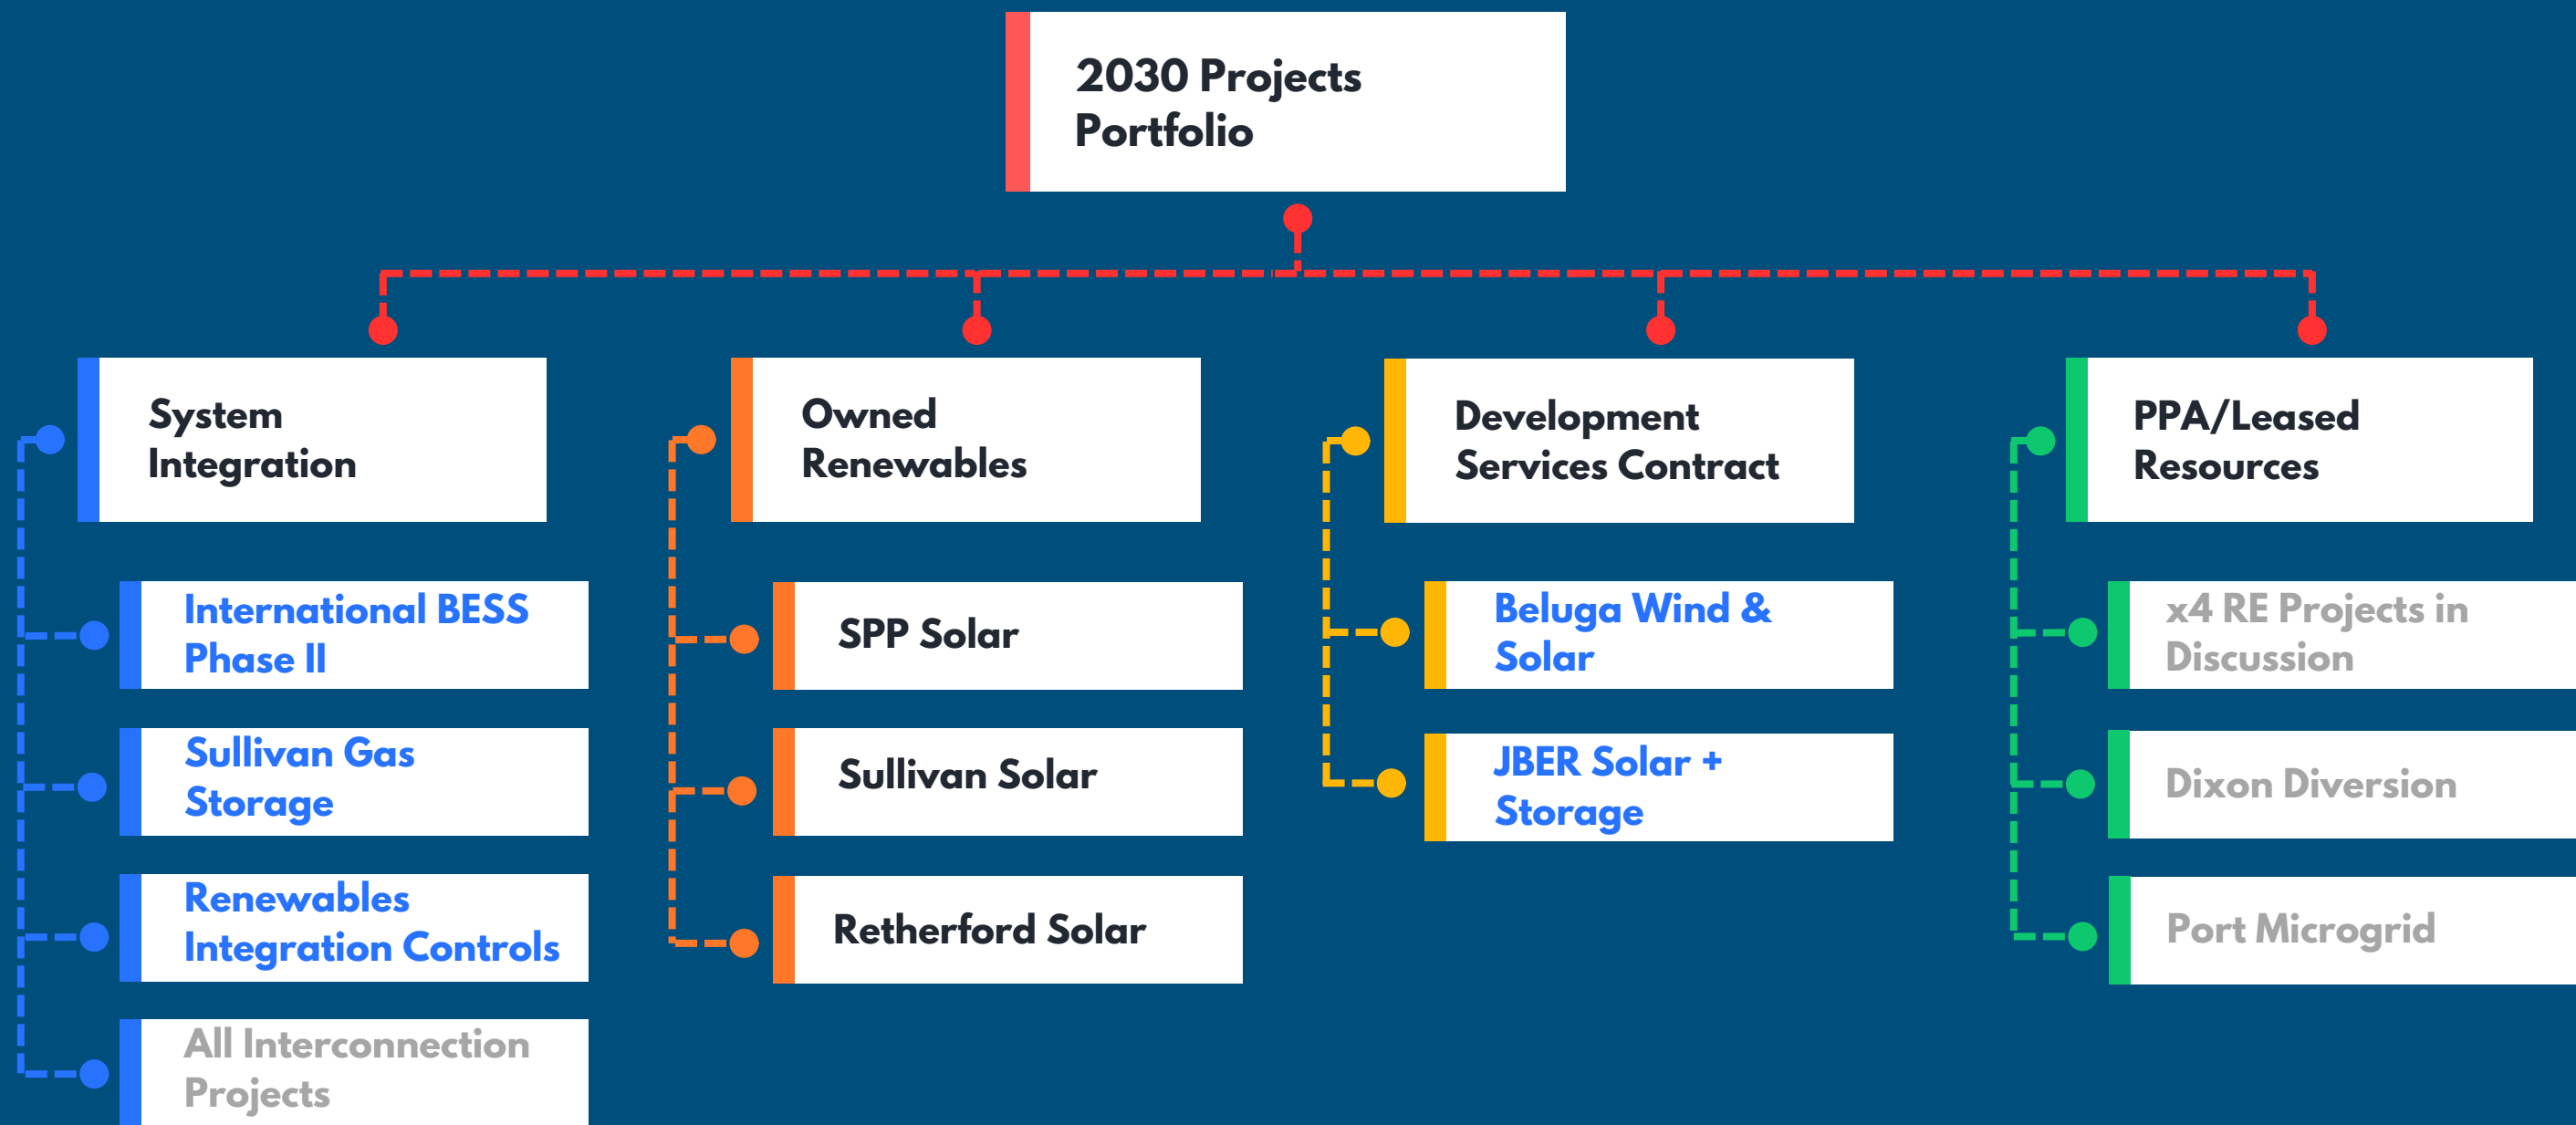 2030 Projects
Portfolio
System
Integration
International BESS
Phase II
Sullivan Gas
Storage
Renewables
Integration Controls
All Interconnection
Projects
Owned
Renewables
SPP Solar
Sullivan Solar
Retherford Solar
Development
Services Contract
Beluga Wind &
Solar
JBER Solar +
Storage
PPA/Leased
Resources
x4 RE Projects in
Discussion
Dixon Diversion
Port Microgrid